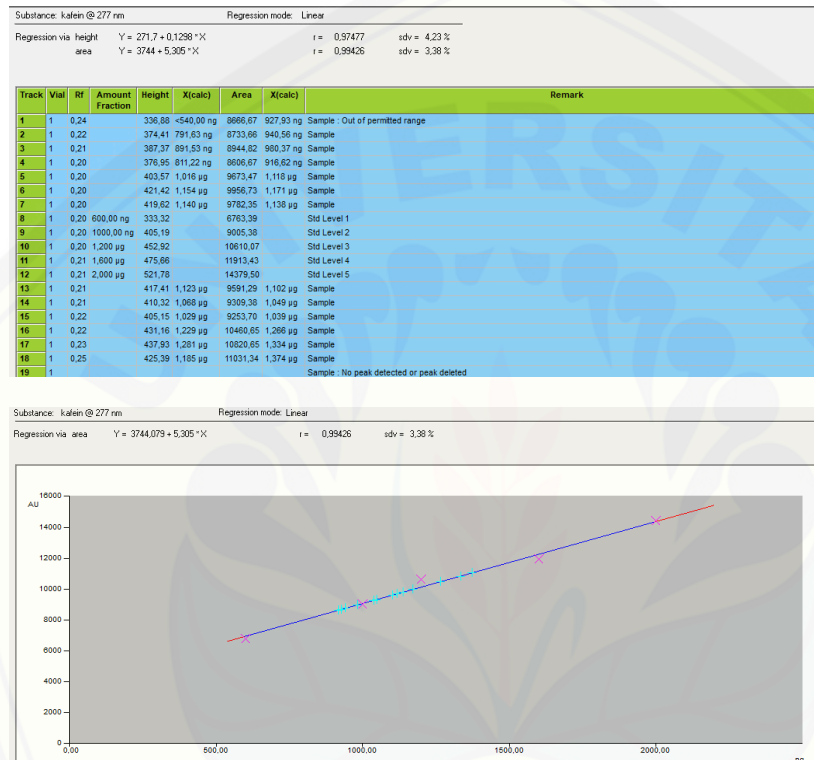 Substance: kafein @ 277 nm Regression mode: Linear
Regression via height Y = 271,7 + 0,1298 * X r = 0,97477 sdv = 4,23 %
area Y = 3744 + 5,305 * X r = 0,99426 sdv = 3,38 %
Track Vial Rf Amount Fraction Height X(calc) Area X(calc) Remark
1 1 0,24 336,88 <540,00 ng 8666,67 927,93 ng Sample : Out of permitted range
2 1 0,22 374,41 791,63 ng 8733,66 940,56 ng Sample
3 1 0,21 387,37 891,53 ng 8944,82 980,37 ng Sample
4 1 0,20 376,95 811,22 ng 8606,67 916,62 ng Sample
5 1 0,20 403,57 1,016 µg 9673,47 1,118 µg Sample
6 1 0,20 421,42 1,154 µg 9956,73 1,171 µg Sample
7 1 0,20 419,62 1,140 µg 9782,35 1,138 µg Sample
8 1 0,20 600,00 ng 333,32 6763,39 Std Level 1
9 1 0,20 1000,00 ng 405,19 9005,38 Std Level 2
10 1 0,20 1,200 µg 452,92 10610,07 Std Level 3
11 1 0,21 1,600 µg 475,66 11913,43 Std Level 4
12 1 0,21 2,000 µg 521,78 14379,50 Std Level 5
13 1 0,21 417,41 1,123 µg 9591,29 1,102 µg Sample
14 1 0,21 410,32 1,068 µg 9309,38 1,049 µg Sample
15 1 0,22 405,15 1,029 µg 9253,70 1,039 µg Sample
16 1 0,22 431,16 1,229 µg 10460,65 1,266 µg Sample
17 1 0,23 437,93 1,281 µg 10820,65 1,334 µg Sample
18 1 0,25 425,39 1,185 µg 11031,34 1,374 µg Sample
19 1 Sample : No peak detected or peak deleted
Substance: kafein @ 277 nm Regression mode: Linear
Regression via area Y = 3744,079 + 5,305 * X r = 0,99426 sdv = 3,38 %
16000
AU
14000
12000
10000
8000
6000
4000
2000
0
0,00 500,00 1000,00 1500,00 2000,00